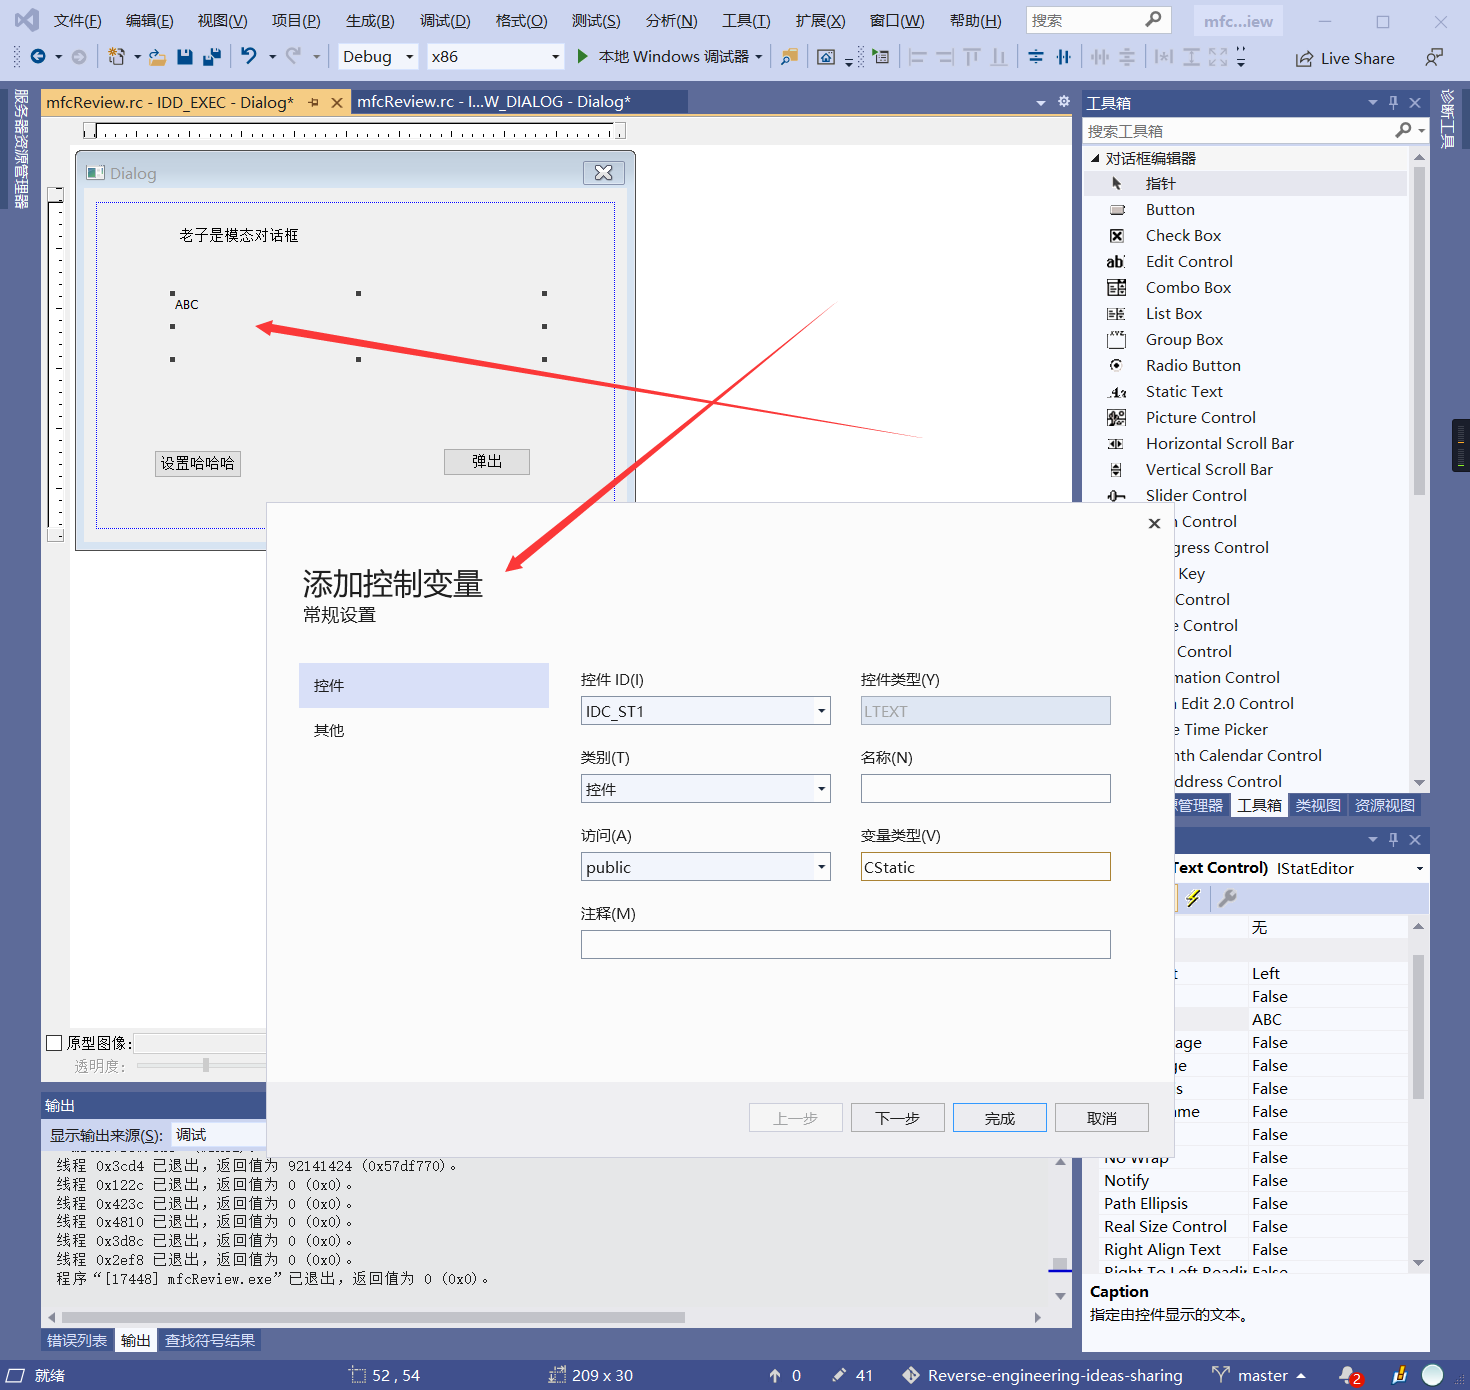 文件(F) 编辑(E) 视图(V) 项目(P) 生成(B) 调试(D) 格式(O) 测试(S) 分析(N) 工具(T) 扩展(X) 窗口(W) 帮助(H) 搜索 mfc...iew
Debug x86 本地 Windows 调试器 Live Share
服务器资源管理器
mfcReview.rc - IDD_EXEC - Dialog* mfcReview.rc - I...W_DIALOG - Dialog*
Dialog
老子是模态对话框
ABC
设置哈哈哈 弹出
工具箱
搜索工具箱
对话框编辑器
指针
Button
Check Box
Edit Control
Combo Box
List Box
Group Box
Radio Button
Static Text
Picture Control
Horizontal Scroll Bar
Vertical Scroll Bar
Slider Control
Control
gress Control
Key
Control
Control
mation Control
Edit 2.0 Control
e Time Picker
nth Calendar Control
ddress Control
管理器 工具箱 类视图 资源视图
诊断工具
添加控制变量
常规设置
控件
其他
控件 ID(I) 控件类型(Y)
IDC_ST1 LTEXT
类别(T) 名称(N)
控件
访问(A) 变量类型(V)
public CStatic
注释(M)
上一步 下一步 完成 取消
Text Control) IStatEditor
无
t Left
False
ABC
age False
ge False
s False
ame False
False
No Wrap False
Notify False
Path Ellipsis False
Real Size Control False
Right Align Text False
Right To Left Readi False
Caption
指定由控件显示的文本。
原型图像:
透明度:
输出
显示输出来源(S): 调试
线程 0x3cd4 已退出，返回值为 92141424 (0x57df770)。
线程 0x122c 已退出，返回值为 0 (0x0)。
线程 0x423c 已退出，返回值为 0 (0x0)。
线程 0x4810 已退出，返回值为 0 (0x0)。
线程 0x3d8c 已退出，返回值为 0 (0x0)。
线程 0x2ef8 已退出，返回值为 0 (0x0)。
程序“[17448] mfcReview.exe”已退出，返回值为 0 (0x0)。
错误列表 输出 查找符号结果
就绪 52 , 54 209 x 30 0 41 Reverse-engineering-ideas-sharing master 2